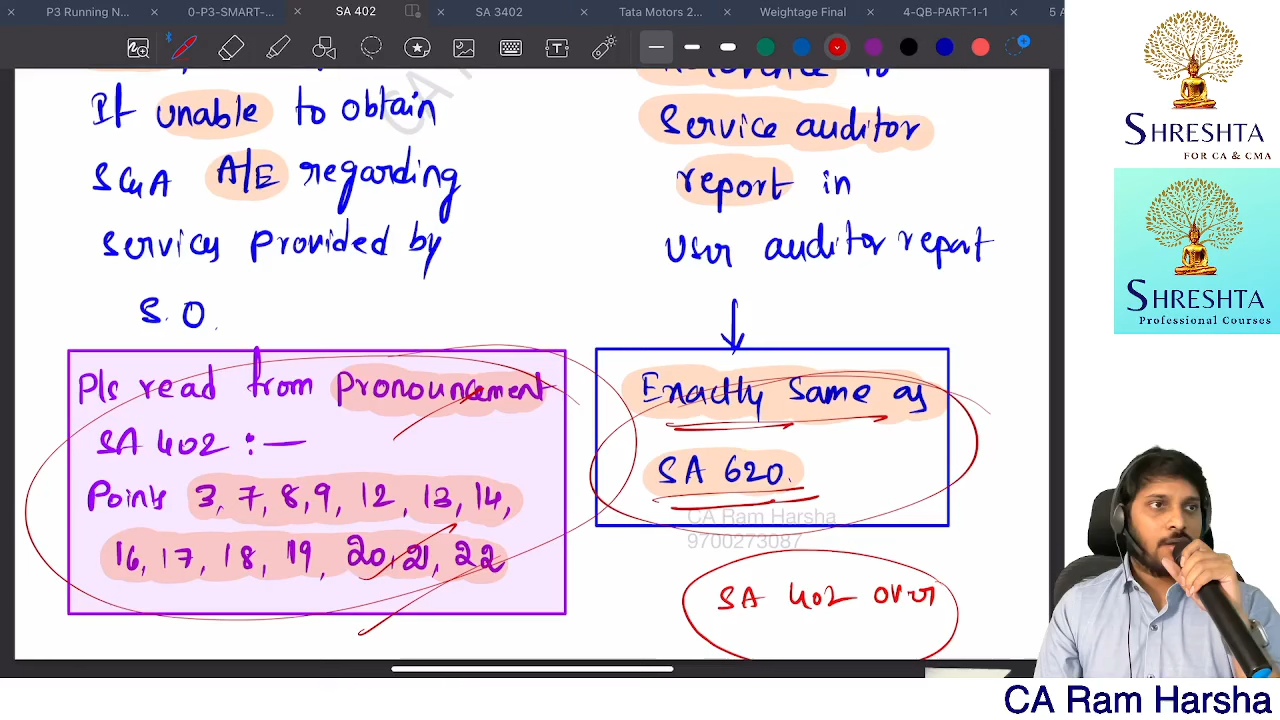 P3 Running N...
0-P3-SMART-...
SA 402
SA 3402
Tata Motors 2...
Weightage Final
4-QB-PART-1-1
5 A
If unable to obtain
SGA A/E regarding
services provided by
S.O.
Pls read from pronouncement
SA 402 :—
Points 3, 7, 8, 9, 12, 13, 14,
16, 17, 18, 19, 20, 21, 22
Reference to
Service auditor
report in
user auditor report
Exactly same as
SA 620.
CA Ram Harsha
9700273087
SA 402 over
SHRESHTA
FOR CA & CMA
SHRESHTA
Professional Courses
CA Ram Harsha